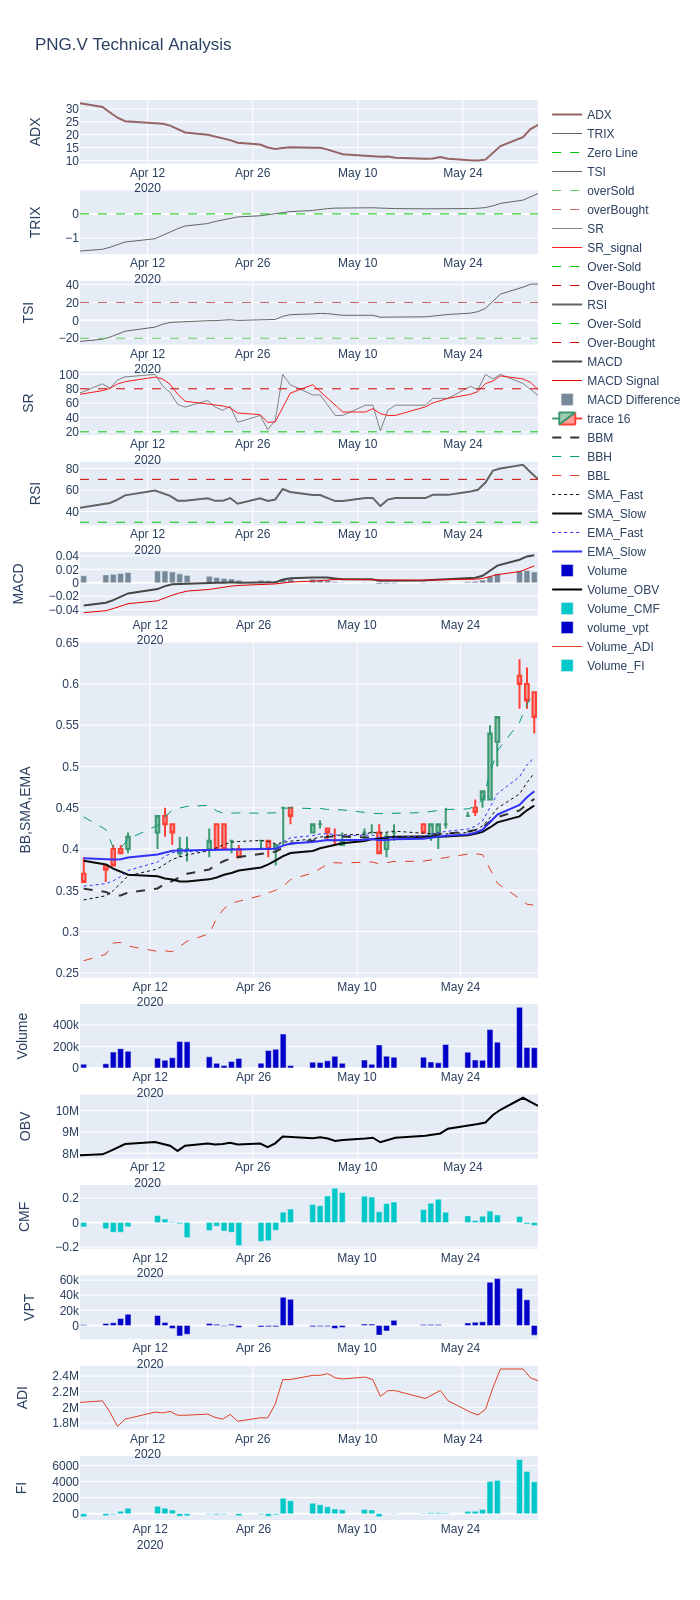 PNG.V Technical Analysis
ADX
30
25
20
15
10
Apr 12
2020
Apr 26
May 10
May 24
TRIX
0
−1
Apr 12
2020
Apr 26
May 10
May 24
TSI
40
20
0
−20
Apr 12
2020
Apr 26
May 10
May 24
SR
100
80
60
40
20
Apr 12
2020
Apr 26
May 10
May 24
RSI
80
60
40
Apr 12
2020
Apr 26
May 10
May 24
MACD
0.04
0.02
0
−0.02
−0.04
Apr 12
2020
Apr 26
May 10
May 24
BB,SMA,EMA
0.65
0.6
0.55
0.5
0.45
0.4
0.35
0.3
0.25
Apr 12
2020
Apr 26
May 10
May 24
Volume
400k
200k
0
Apr 12
2020
Apr 26
May 10
May 24
OBV
10M
9M
8M
Apr 12
2020
Apr 26
May 10
May 24
CMF
0.2
0
−0.2
Apr 12
2020
Apr 26
May 10
May 24
VPT
60k
40k
20k
0
Apr 12
2020
Apr 26
May 10
May 24
ADI
2.4M
2.2M
2M
1.8M
Apr 12
2020
Apr 26
May 10
May 24
FI
6000
4000
2000
0
Apr 12
2020
Apr 26
May 10
May 24
ADX
TRIX
Zero Line
TSI
overSold
overBought
SR
SR_signal
Over-Sold
Over-Bought
RSI
Over-Sold
Over-Bought
MACD
MACD Signal
MACD Difference
trace 16
BBM
BBH
BBL
SMA_Fast
SMA_Slow
EMA_Fast
EMA_Slow
Volume
Volume_OBV
Volume_CMF
volume_vpt
Volume_ADI
Volume_FI